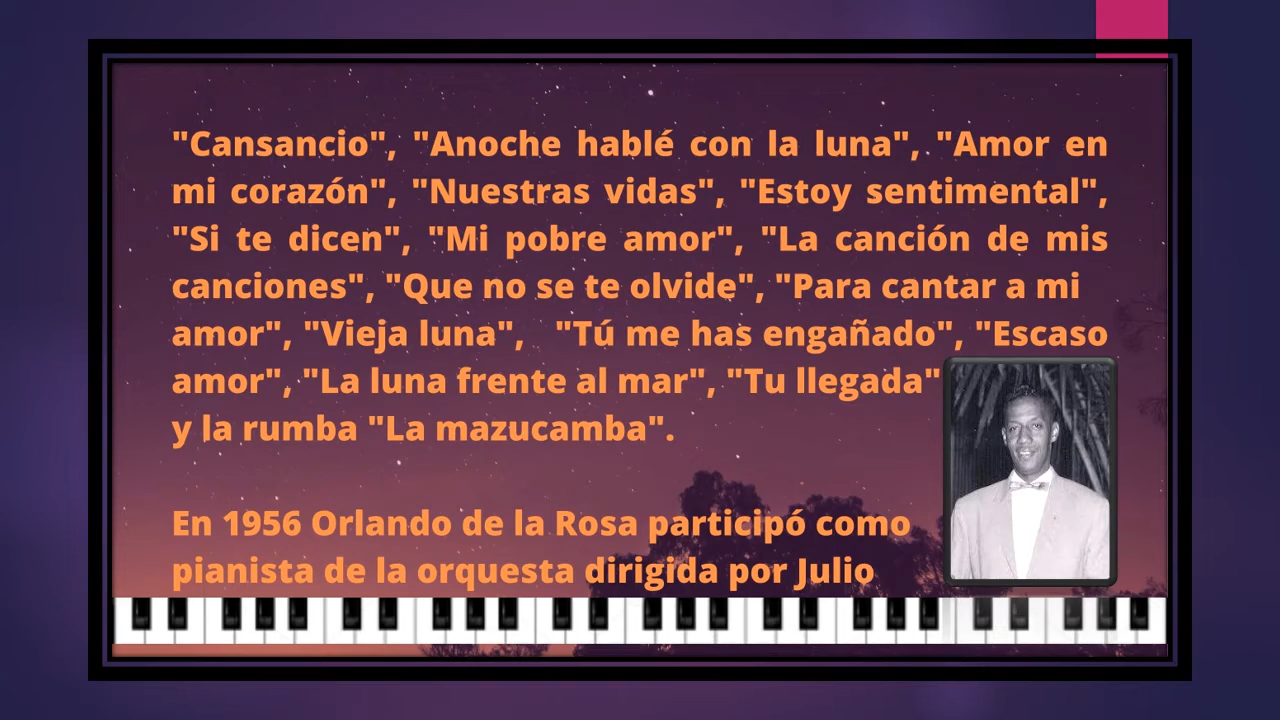 "Cansancio", "Anoche hablé con la luna", "Amor en
mi corazón", "Nuestras vidas", "Estoy sentimental",
"Si te dicen", "Mi pobre amor", "La canción de mis
canciones", "Que no se te olvide", "Para cantar a mi
amor", "Vieja luna", "Tú me has engañado", "Escaso
amor", "La luna frente al mar", "Tu llegada"
y la rumba "La mazucamba".
En 1956 Orlando de la Rosa participó como
pianista de la orquesta dirigida por Julio